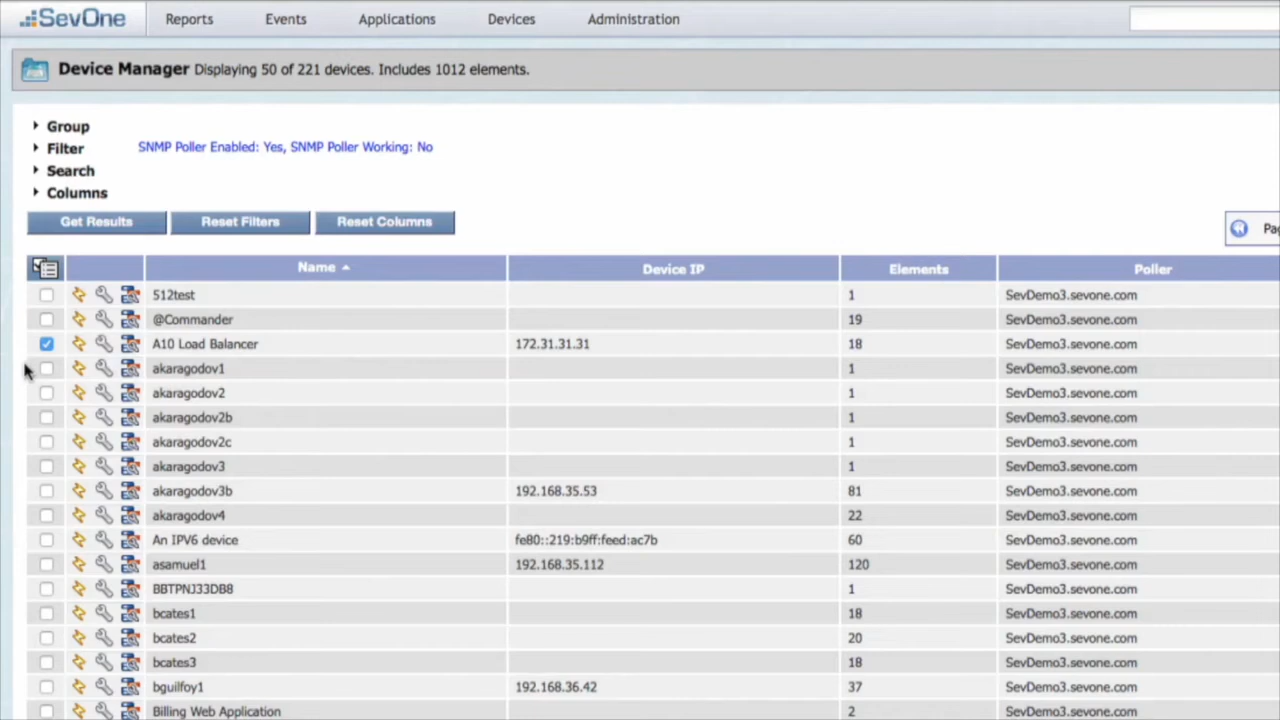 SevOne Reports Events Applications Devices Administration
Device Manager Displaying 50 of 221 devices. Includes 1012 elements.
Group
Filter SNMP Poller Enabled: Yes, SNMP Poller Working: No
Search
Columns
Get Results Reset Filters Reset Columns
Name Device IP Elements Poller
512test 1 SevDemo3.sevone.com
@Commander 19 SevDemo3.sevone.com
A10 Load Balancer 172.31.31.31 18 SevDemo3.sevone.com
akaragodov1 1 SevDemo3.sevone.com
akaragodov2 1 SevDemo3.sevone.com
akaragodov2b 1 SevDemo3.sevone.com
akaragodov2c 1 SevDemo3.sevone.com
akaragodov3 1 SevDemo3.sevone.com
akaragodov3b 192.168.35.53 81 SevDemo3.sevone.com
akaragodov4 22 SevDemo3.sevone.com
An IPV6 device fe80::219:b9ff:feed:ac7b 60 SevDemo3.sevone.com
asamuel1 192.168.35.112 120 SevDemo3.sevone.com
BBTPNJ33DB8 1 SevDemo3.sevone.com
bcates1 18 SevDemo3.sevone.com
bcates2 20 SevDemo3.sevone.com
bcates3 18 SevDemo3.sevone.com
bguilfoy1 192.168.36.42 37 SevDemo3.sevone.com
Billing Web Application 2 SevDemo3.sevone.com